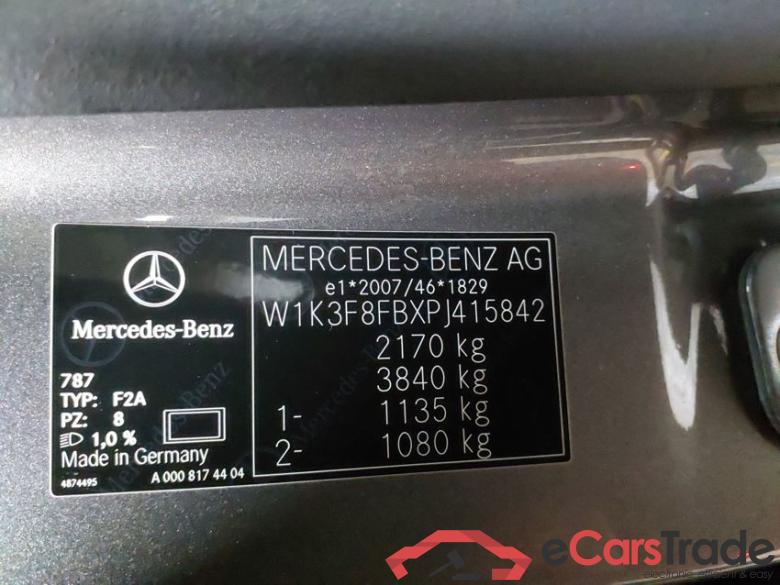 Mercedes-Benz
787
TYP: F2A
PZ: 8
1,0 %
Made in Germany
4874495
A 000 817 44 04
MERCEDES-BENZ AG
e1*2007/46*1829
W1K3F8FBXPJ415842
2170 kg
3840 kg
1- 1135 kg
2- 1080 kg
eCarsTrade